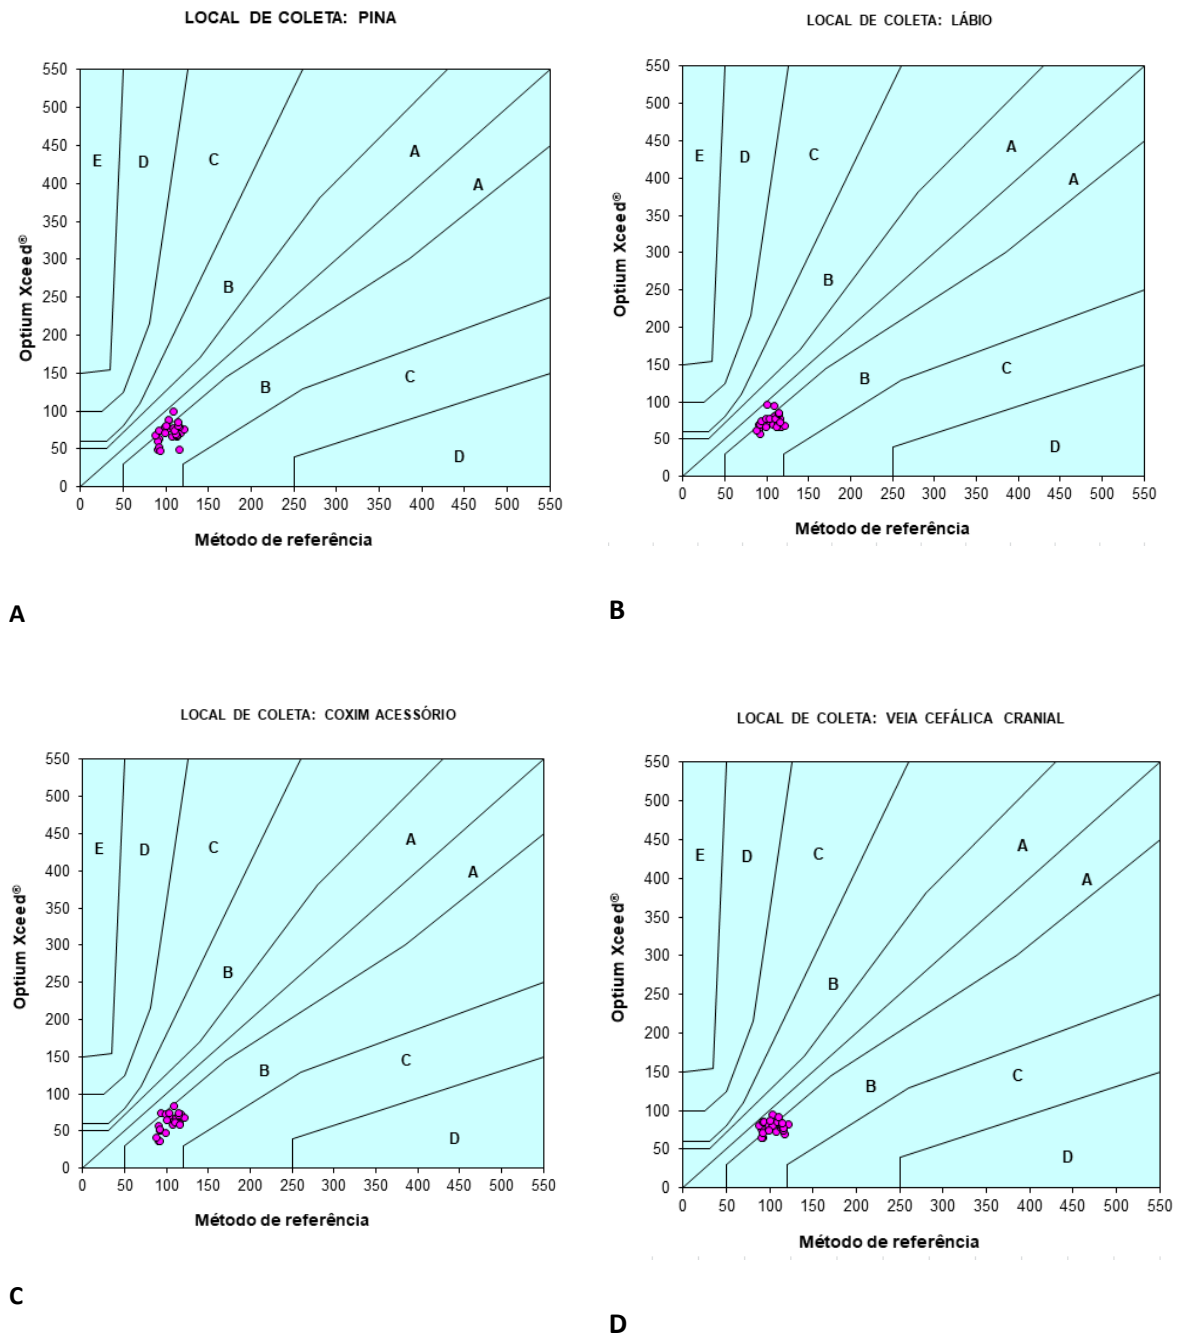 LOCAL DE COLETA: PINA
550
500
450
400
350
300
250
200
150
100
50
0
Optium Xceed®
E
D
C
A
A
B
B
C
D
0 50 100 150 200 250 300 350 400 450 500 550
Método de referência
A
LOCAL DE COLETA: LÁBIO
550
500
450
400
350
300
250
200
150
100
50
0
Optium Xceed®
E
D
C
A
A
B
B
C
D
0 50 100 150 200 250 300 350 400 450 500 550
Método de referência
B
LOCAL DE COLETA: COXIM ACESSÓRIO
550
500
450
400
350
300
250
200
150
100
50
0
Optium Xceed®
E
D
C
A
A
B
B
C
D
0 50 100 150 200 250 300 350 400 450 500 550
Método de referência
C
LOCAL DE COLETA: VEIA CEFÁLICA CRANIAL
550
500
450
400
350
300
250
200
150
100
50
0
Optium Xceed®
E
D
C
A
A
B
B
C
D
0 50 100 150 200 250 300 350 400 450 500 550
Método de referência
D